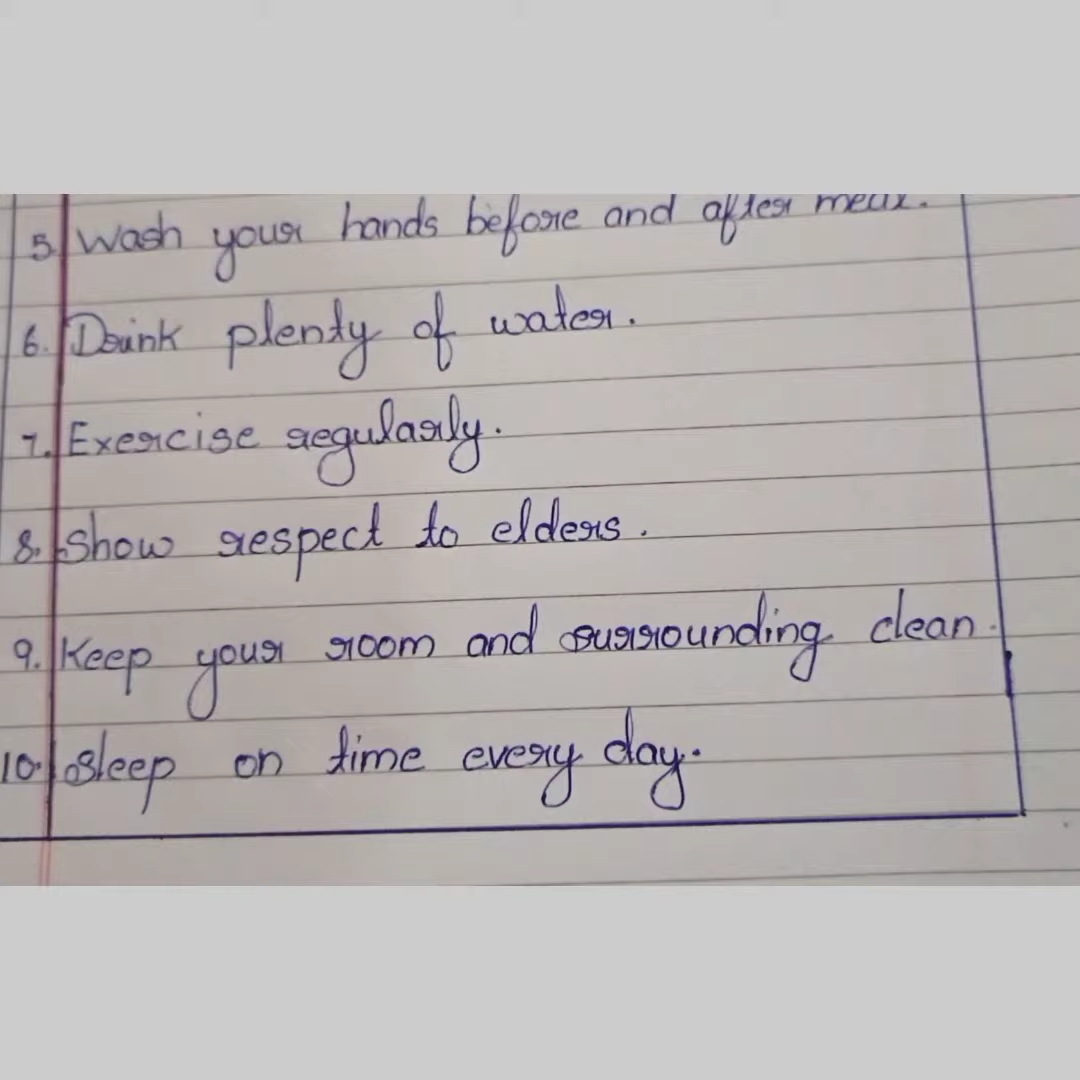 5. Wash your hands before and after meal.
6. Drink plenty of water.
7. Exercise regularly.
8. Show respect to elders.
9. Keep your room and surrounding clean.
10. Sleep on time every day.